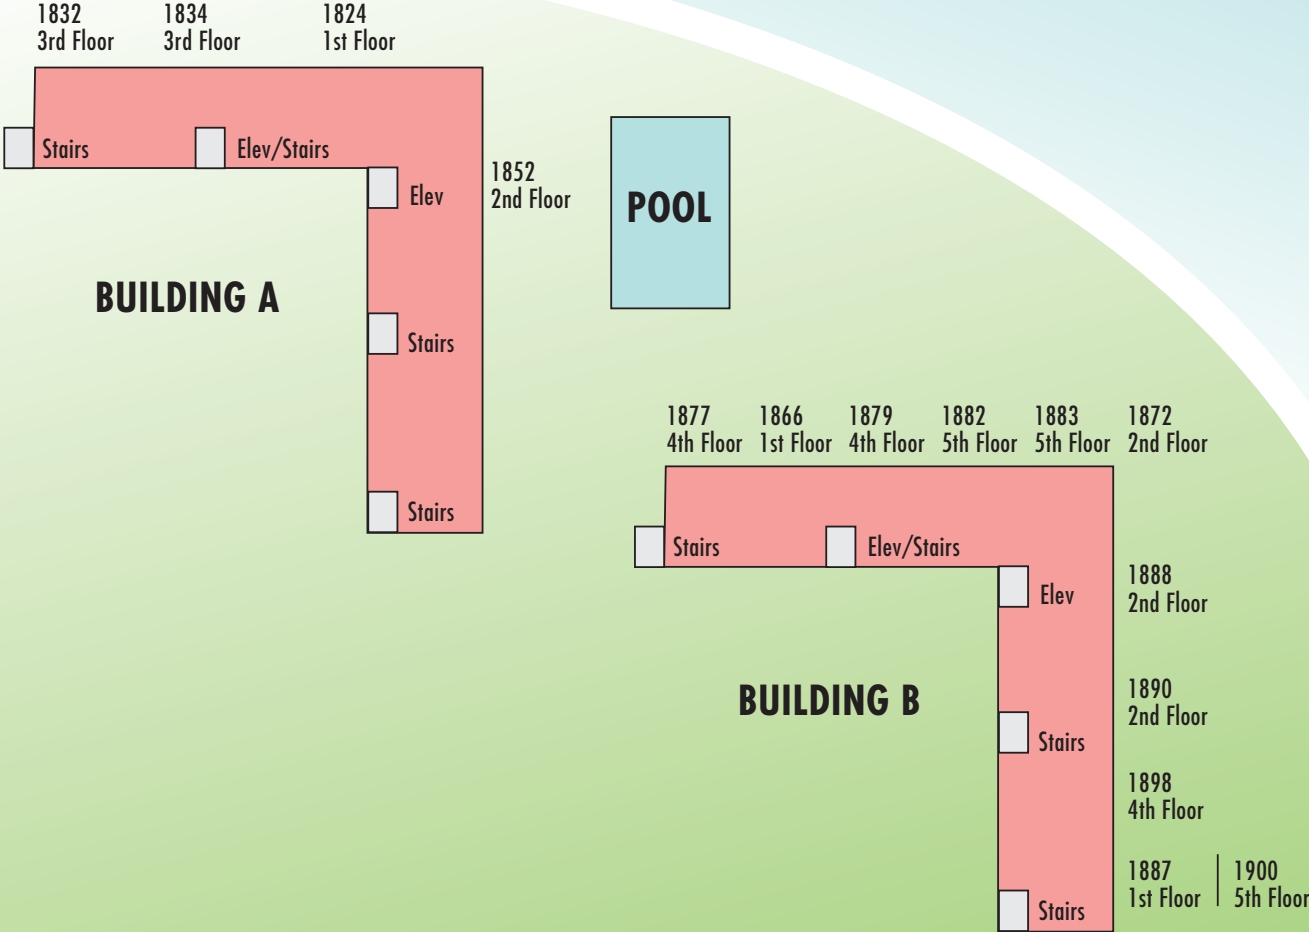 1832
3rd Floor
1834
3rd Floor
1824
1st Floor
Stairs
Elev/Stairs
Elev
1852
2nd Floor
POOL
BUILDING A
Stairs
Stairs
1877
4th Floor
1866
1st Floor
1879
4th Floor
1882
5th Floor
1883
5th Floor
1872
2nd Floor
Stairs
Elev/Stairs
Elev
1888
2nd Floor
BUILDING B
1890
2nd Floor
Stairs
1898
4th Floor
1887
1st Floor
1900
5th Floor
Stairs